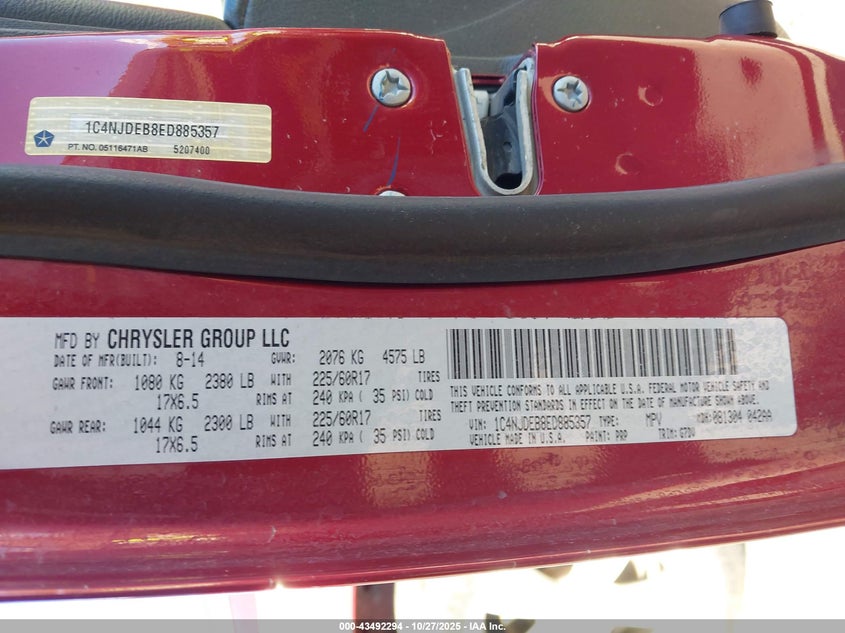 1C4NJDEB8ED885357
PT. NO. 05116471AB 5207400
MFD BY CHRYSLER GROUP LLC
DATE OF MFR(BUILT): 8-14 GVWR: 2076 KG 4575 LB
GAWR FRONT: 1080 KG 2380 LB WITH 225/60R17 TIRES
17X6.5 RIMS AT 240 KPA ( 35 PSI) COLD
GAWR REAR: 1044 KG 2300 LB WITH 225/60R17 TIRES
17X6.5 RIMS AT 240 KPA ( 35 PSI) COLD
THIS VEHICLE CONFORMS TO ALL APPLICABLE U.S.A. FEDERAL MOTOR VEHICLE SAFETY AND
THEFT PREVENTION STANDARDS IN EFFECT ON THE DATE OF MANUFACTURE SHOWN ABOVE.
VIN: 1C4NJDEB8ED885357 TYPE: MPV MDH: 081304 042AA
VEHICLE MADE IN U.S.A. PAINT: PRP TRIM: GTDV
000-43492294 - 10/27/2025 - IAA, Inc.